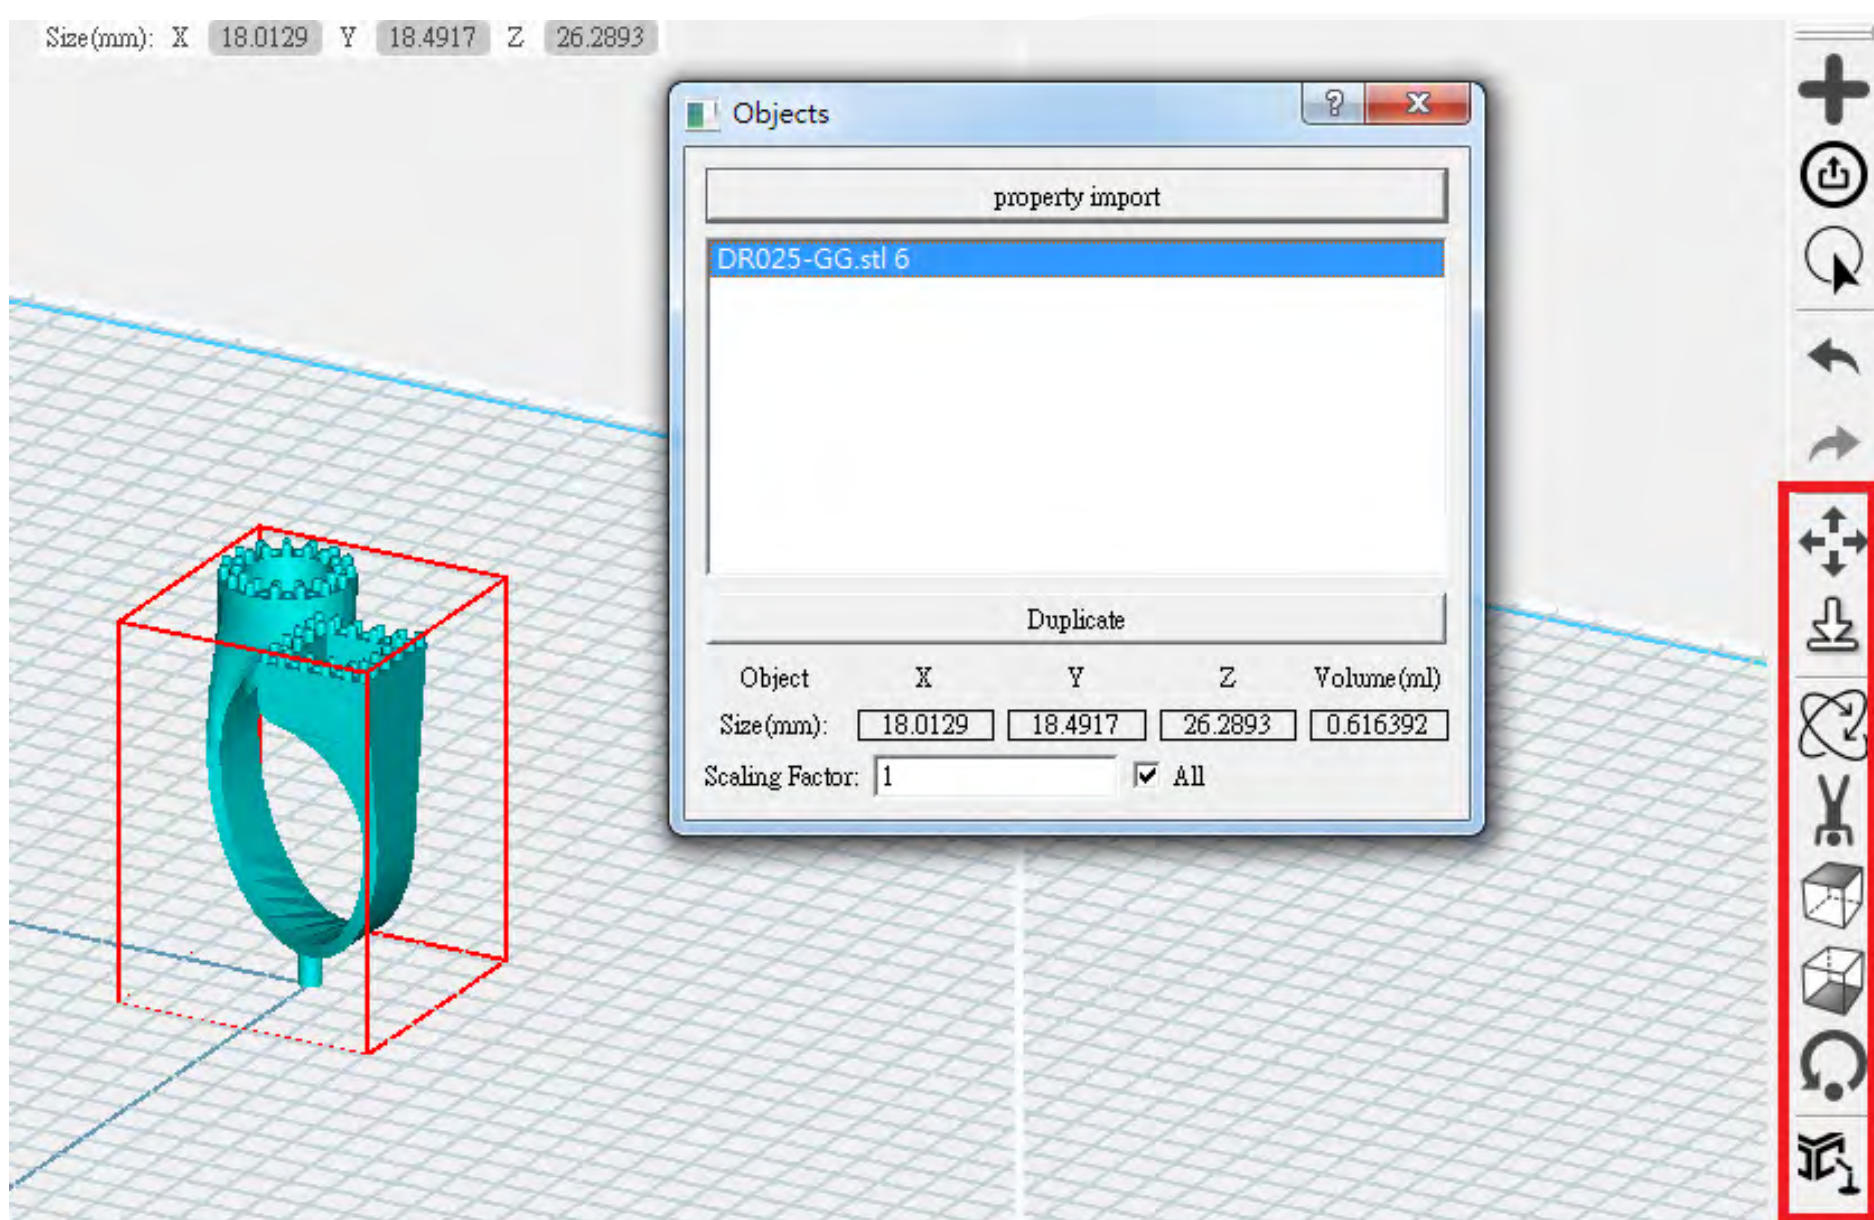 Size(mm): X 18.0129 Y 18.4917 Z 26.2893
Objects
property import
DR025-GG.stl 6
Duplicate
Object X Y Z Volume(ml)
Size(mm): 18.0129 18.4917 26.2893 0.616392
Scaling Factor: 1 All